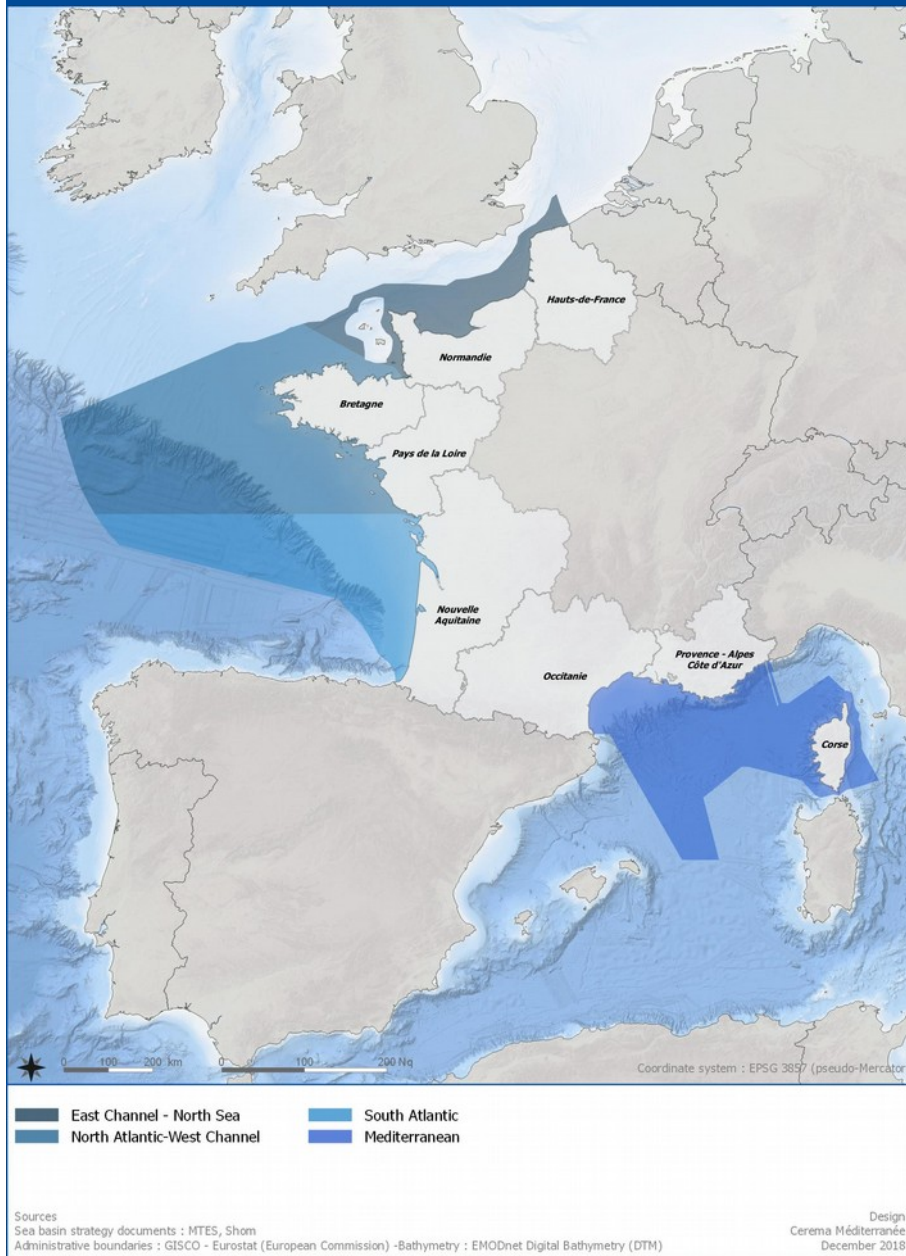 Hauts-de-France
Normandie
Bretagne
Pays de la Loire
Nouvelle
Aquitaine
Provence - Alpes
Côte d'Azur
Occitanie
Corse
0 100 200 km
0 100 200 Nq
Coordinate system : EPSG 3857 (pseudo-Mercator
East Channel - North Sea
North Atlantic-West Channel
South Atlantic
Mediterranean
Sources
Sea basin strategy documents : MTES, Shom
Administrative boundaries : GISCO - Eurostat (European Commission) -Bathymetry : EMODnet Digital Bathymetry (DTM)
Design
Cerema Méditerranée
December 2018